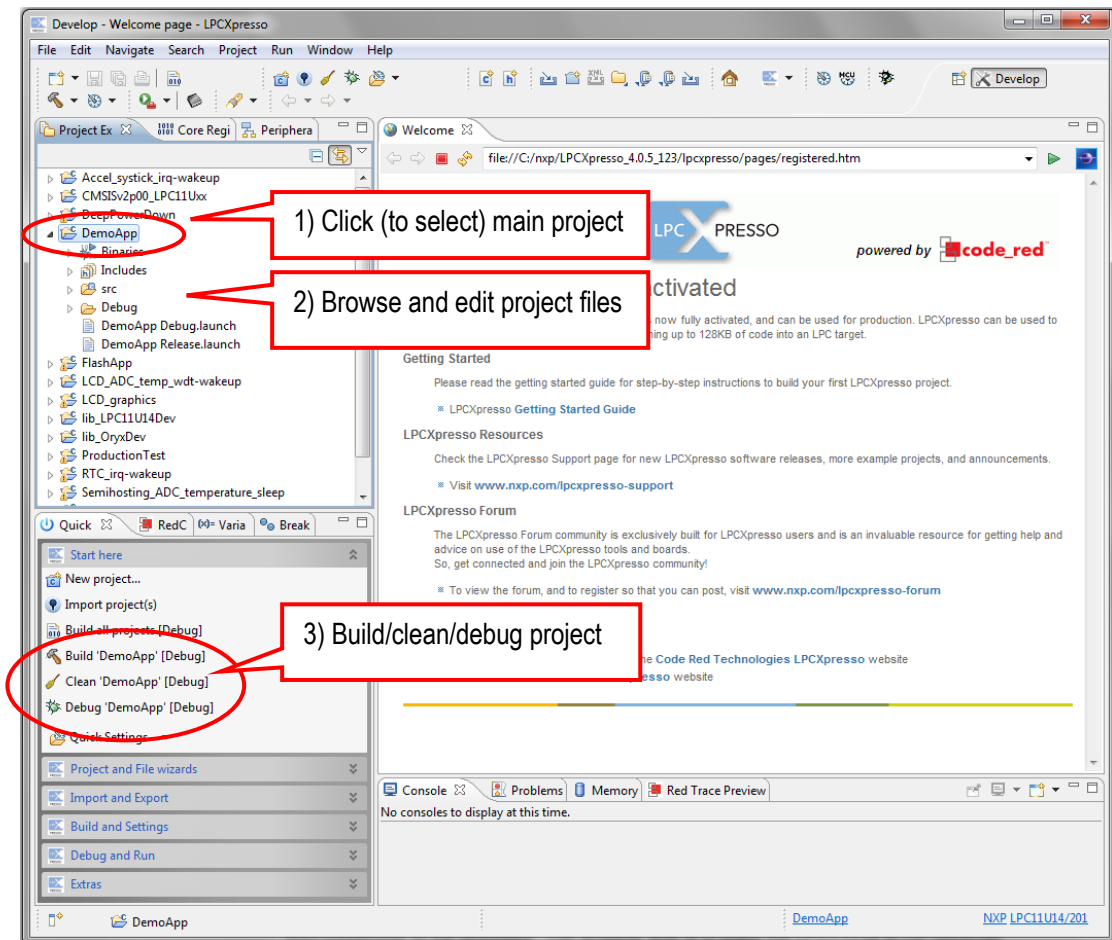 Develop - Welcome page - LPCXpresso
File Edit Navigate Search Project Run Window Help
Develop
Project Ex
Core Regi
Periphera
Welcome
file://C:/nxp/LPCXpresso_4.0.5_123/lpcxpresso/pages/registered.htm
Accel_systick_irq-wakeup
CMSISv2p00_LPC11Uxx
DeepPowerDown
DemoApp
Binaries
Includes
src
Debug
DemoApp Debug.launch
DemoApp Release.launch
FlashApp
LCD_ADC_temp_wdt-wakeup
LCD_graphics
lib_LPC11U14Dev
lib_OryxDev
ProductionTest
RTC_irq-wakeup
Semihosting_ADC_temperature_sleep
1) Click (to select) main project
2) Browse and edit project files
LPC XPRESSO
powered by code_red
ctivated
now fully activated, and can be used for production. LPCXpresso can be used to
ning up to 128KB of code into an LPC target.
Getting Started
Please read the getting started guide for step-by-step instructions to build your first LPCXpresso project.
LPCXpresso Getting Started Guide
LPCXpresso Resources
Check the LPCXpresso Support page for new LPCXpresso software releases, more example projects, and announcements.
Visit www.nxp.com/lpcxpresso-support
LPCXpresso Forum
The LPCXpresso Forum community is exclusively built for LPCXpresso users and is an invaluable resource for getting help and
advice on use of the LPCXpresso tools and boards.
So, get connected and join the LPCXpresso community!
To view the forum, and to register so that you can post, visit www.nxp.com/lpcxpresso-forum
e Code Red Technologies LPCXpresso website
esso website
Quick
RedC
Varia
Break
Start here
New project...
Import project(s)
Build all projects [Debug]
Build 'DemoApp' [Debug]
Clean 'DemoApp' [Debug]
Debug 'DemoApp' [Debug]
Quick Settings
3) Build/clean/debug project
Project and File wizards
Import and Export
Build and Settings
Debug and Run
Extras
Console
Problems
Memory
Red Trace Preview
No consoles to display at this time.
DemoApp
DemoApp
NXP LPC11U14/201